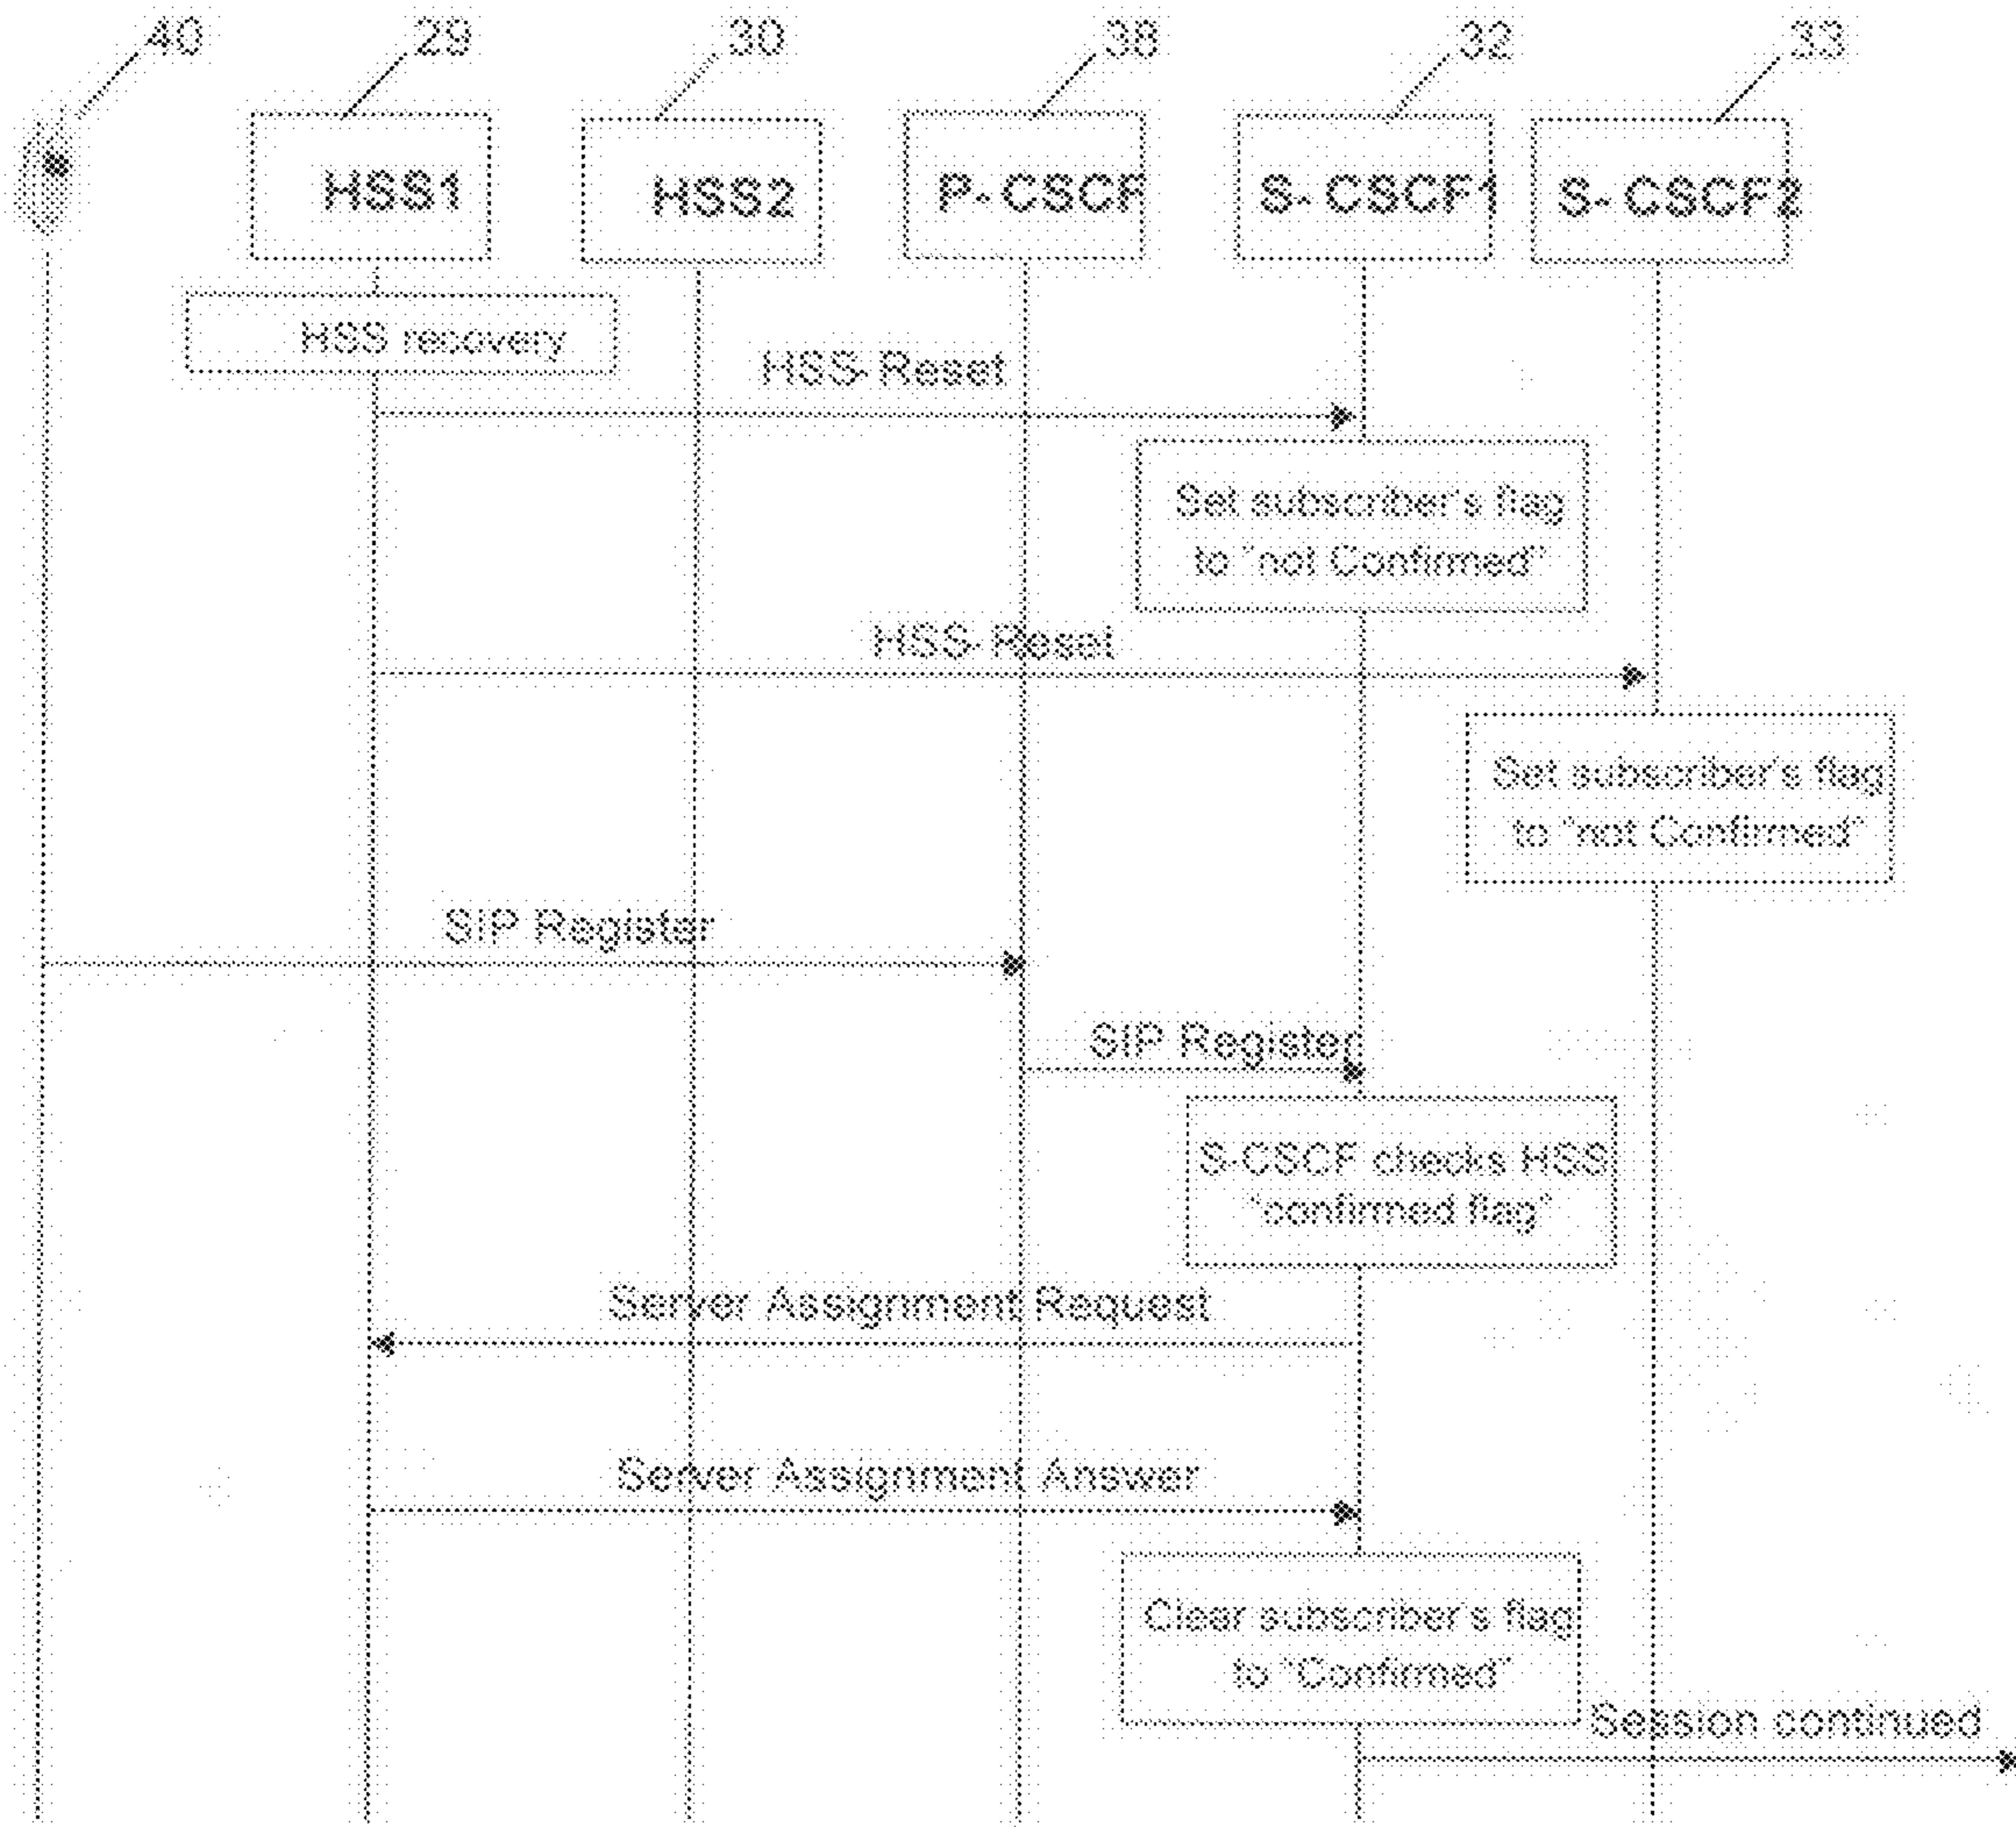 40
29
30
38
32
33
HSS1
HSS2
P-CSCF
S-CSCF1
S-CSCF2
HSS recovery
HSS-Reset
Set subscriber's flag
to "not Confirmed"
HSS-Reset
Set subscriber's flag
to "not Confirmed"
SIP Register
SIP Register
S-CSCF checks HSS
"confirmed flag"
Server Assignment Request
Server Assignment Answer
Clear subscriber's flag
to "Confirmed"
Session continued